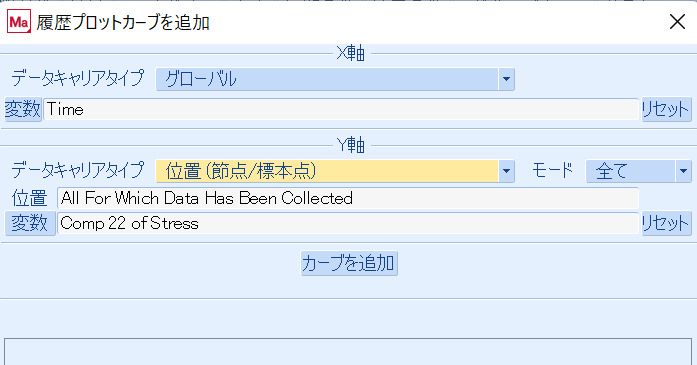 Ma 履歴プロットカーブを追加
X軸
データキャリアタイプ グローバル
変数 Time リセット
Y軸
データキャリアタイプ 位置(節点/標本点) モード 全て
位置 All For Which Data Has Been Collected
変数 Comp 22 of Stress リセット
カーブを追加